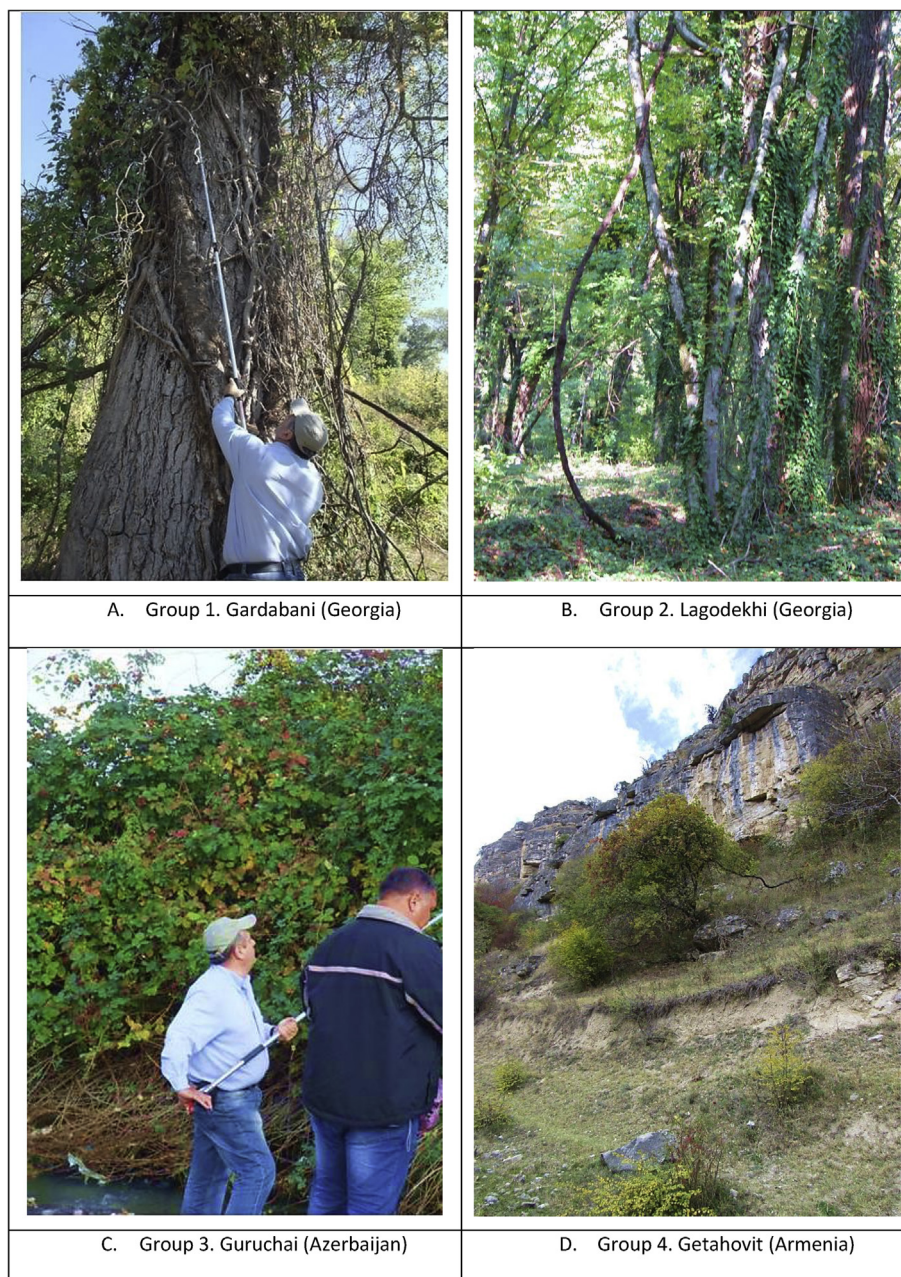 A. Group 1. Gardabani (Georgia)
B. Group 2. Lagodekhi (Georgia)
C. Group 3. Guruchai (Azerbaijan)
D. Group 4. Getahovit (Armenia)